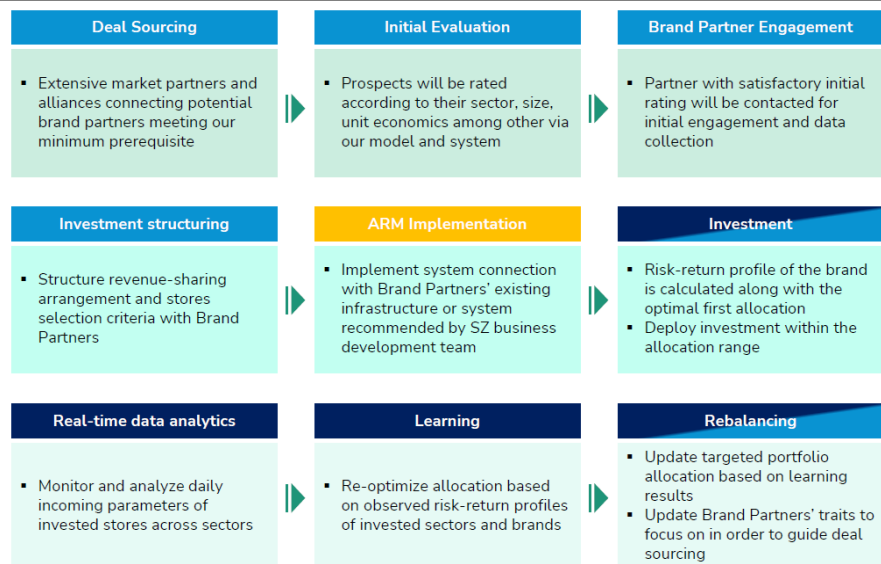 Deal Sourcing
▪ Extensive market partners and
alliances connecting potential
brand partners meeting our
minimum prerequisite
Initial Evaluation
▪ Prospects will be rated
according to their sector, size,
unit economics among other via
our model and system
Brand Partner Engagement
▪ Partner with satisfactory initial
rating will be contacted for
initial engagement and data
collection
Investment structuring
▪ Structure revenue-sharing
arrangement and stores
selection criteria with Brand
Partners
ARM Implementation
▪ Implement system connection
with Brand Partners’ existing
infrastructure or system
recommended by SZ business
development team
Investment
▪ Risk-return profile of the brand
is calculated along with the
optimal first allocation
▪ Deploy investment within the
allocation range
Real-time data analytics
▪ Monitor and analyze daily
incoming parameters of
invested stores across sectors
Learning
▪ Re-optimize allocation based
on observed risk-return profiles
of invested sectors and brands
Rebalancing
▪ Update targeted portfolio
allocation based on learning
results
▪ Update Brand Partners’ traits to
focus on in order to guide deal
sourcing